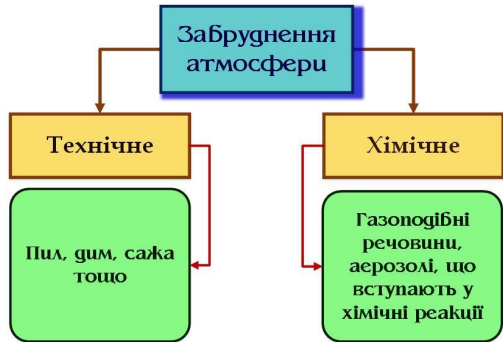 Забруднення
атмосфери
Технічне
Хімічне
Пил, дим, сажа
тощо
Газоподібні
речовини,
аерозолі, що
вступають у
хімічні реакції